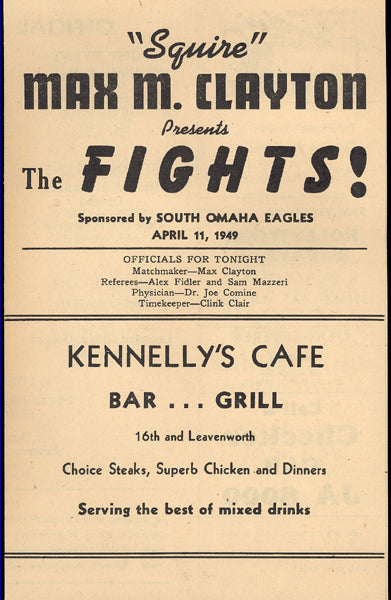 "Squire"
MAX M. CLAYTON
Presents
The FIGHTS!
Sponsored by SOUTH OMAHA EAGLES
APRIL 11, 1949
OFFICIALS FOR TONIGHT
Matchmaker—Max Clayton
Referees—Alex Fidler and Sam Mazzeri
Physician—Dr. Joe Comine
Timekeeper—Clink Clair
KENNELLY'S CAFE
BAR . . . GRILL
16th and Leavenworth
Choice Steaks, Superb Chicken and Dinners
Serving the best of mixed drinks